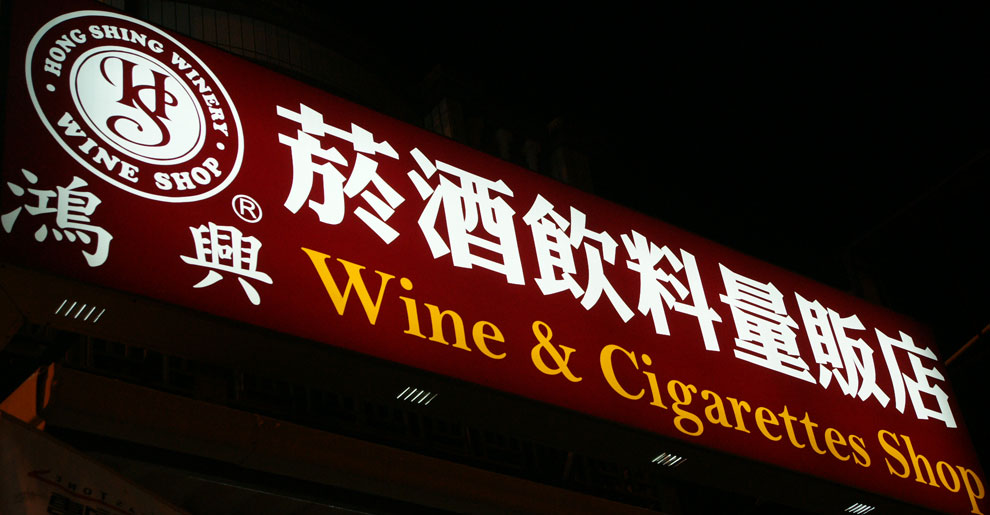 HONG SHING WINERY
HS
WINE SHOP
鴻興®
菸酒飲料量販店
Wine & Cigarettes Shop